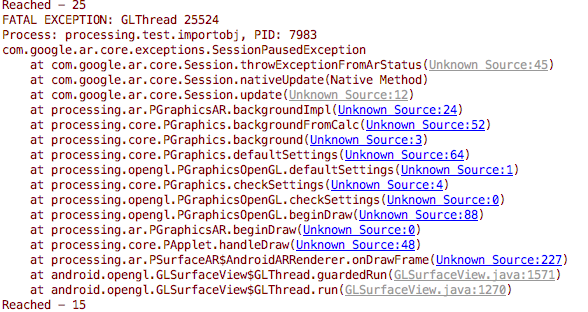 Reached - 25
FATAL EXCEPTION: GLThread 25524
Process: processing.test.importobj, PID: 7983
com.google.ar.core.exceptions.SessionPausedException
at com.google.ar.core.Session.throwExceptionFromArStatus(Unknown Source:45)
at com.google.ar.core.Session.nativeUpdate(Native Method)
at com.google.ar.core.Session.update(Unknown Source:12)
at processing.ar.PGraphicsAR.backgroundImpl(Unknown Source:24)
at processing.core.PGraphics.backgroundFromCalc(Unknown Source:52)
at processing.core.PGraphics.background(Unknown Source:3)
at processing.core.PGraphics.defaultSettings(Unknown Source:64)
at processing.opengl.PGraphicsOpenGL.defaultSettings(Unknown Source:1)
at processing.core.PGraphics.checkSettings(Unknown Source:4)
at processing.opengl.PGraphicsOpenGL.checkSettings(Unknown Source:0)
at processing.opengl.PGraphicsOpenGL.beginDraw(Unknown Source:88)
at processing.ar.PGraphicsAR.beginDraw(Unknown Source:0)
at processing.core.PApplet.handleDraw(Unknown Source:48)
at processing.ar.PSurfaceAR$AndroidARRenderer.onDrawFrame(Unknown Source:227)
at android.opengl.GLSurfaceView$GLThread.guardedRun(GLSurfaceView.java:1571)
at android.opengl.GLSurfaceView$GLThread.run(GLSurfaceView.java:1270)
Reached - 15